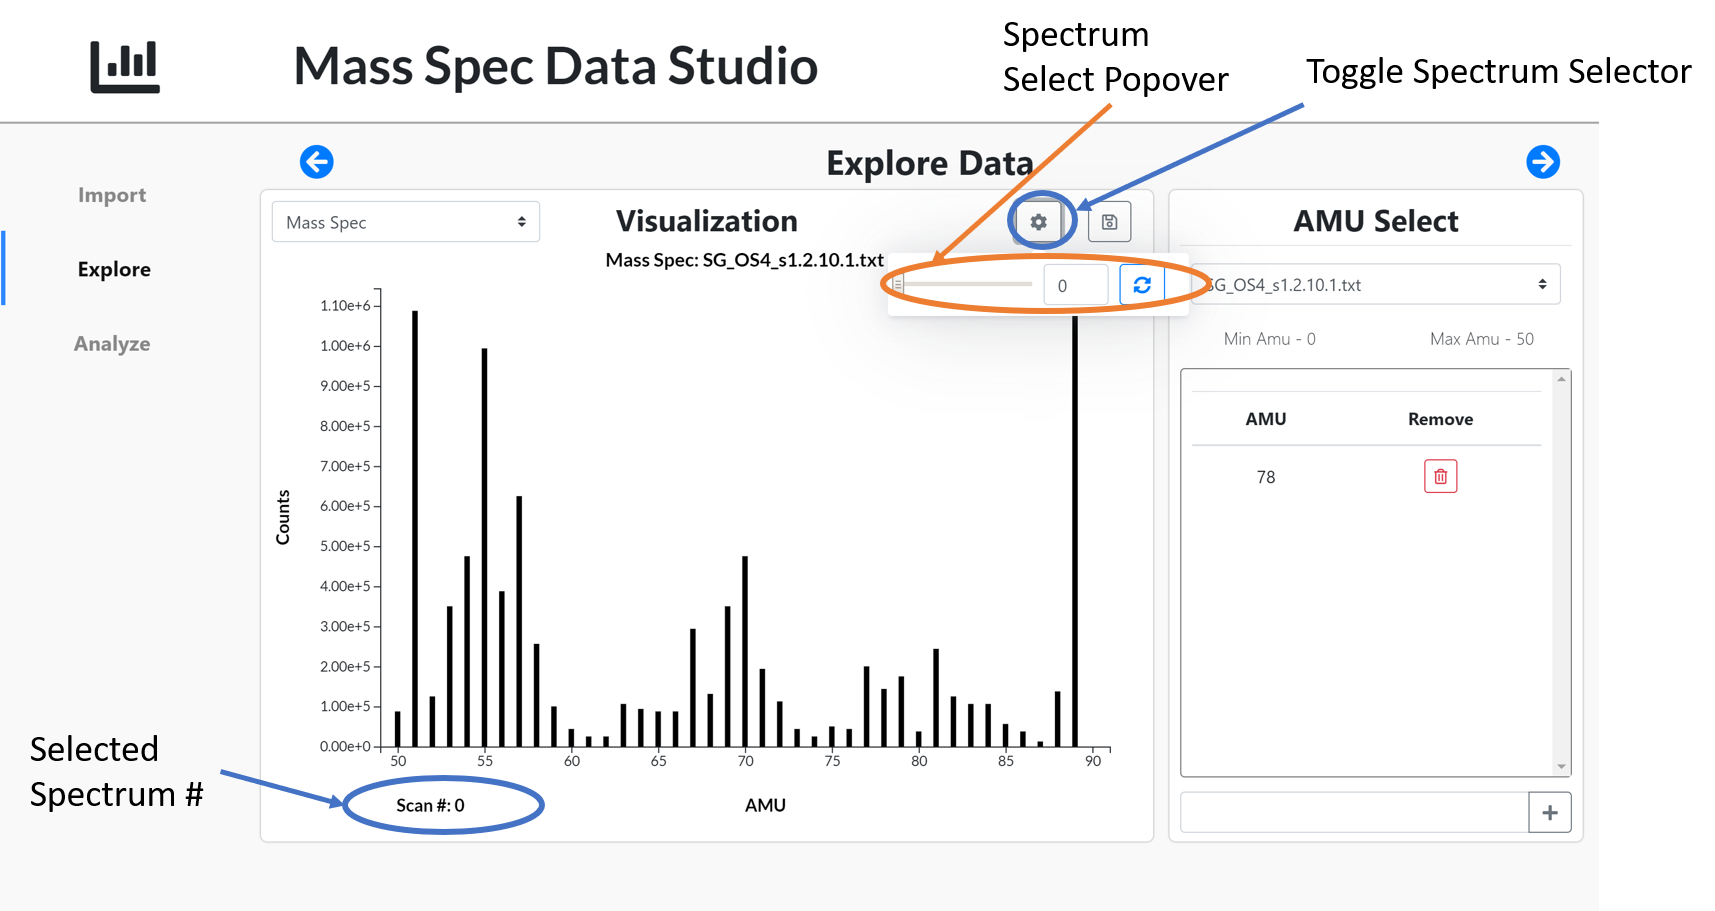 Spectrum
Select Popover
Toggle Spectrum Selector
Mass Spec Data Studio
Explore Data
Import
Explore
Analyze
Mass Spec
Visualization
Mass Spec: SG_OS4_s1.2.10.1.txt
0
1.10e+6
1.00e+6
9.00e+5
8.00e+5
7.00e+5
6.00e+5
5.00e+5
4.00e+5
3.00e+5
2.00e+5
1.00e+5
0.00e+0
Counts
50 55 60 65 70 75 80 85 90
Scan #: 0
AMU
Selected
Spectrum #
AMU Select
SG_OS4_s1.2.10.1.txt
Min Amu - 0 Max Amu - 50
AMU Remove
78
+